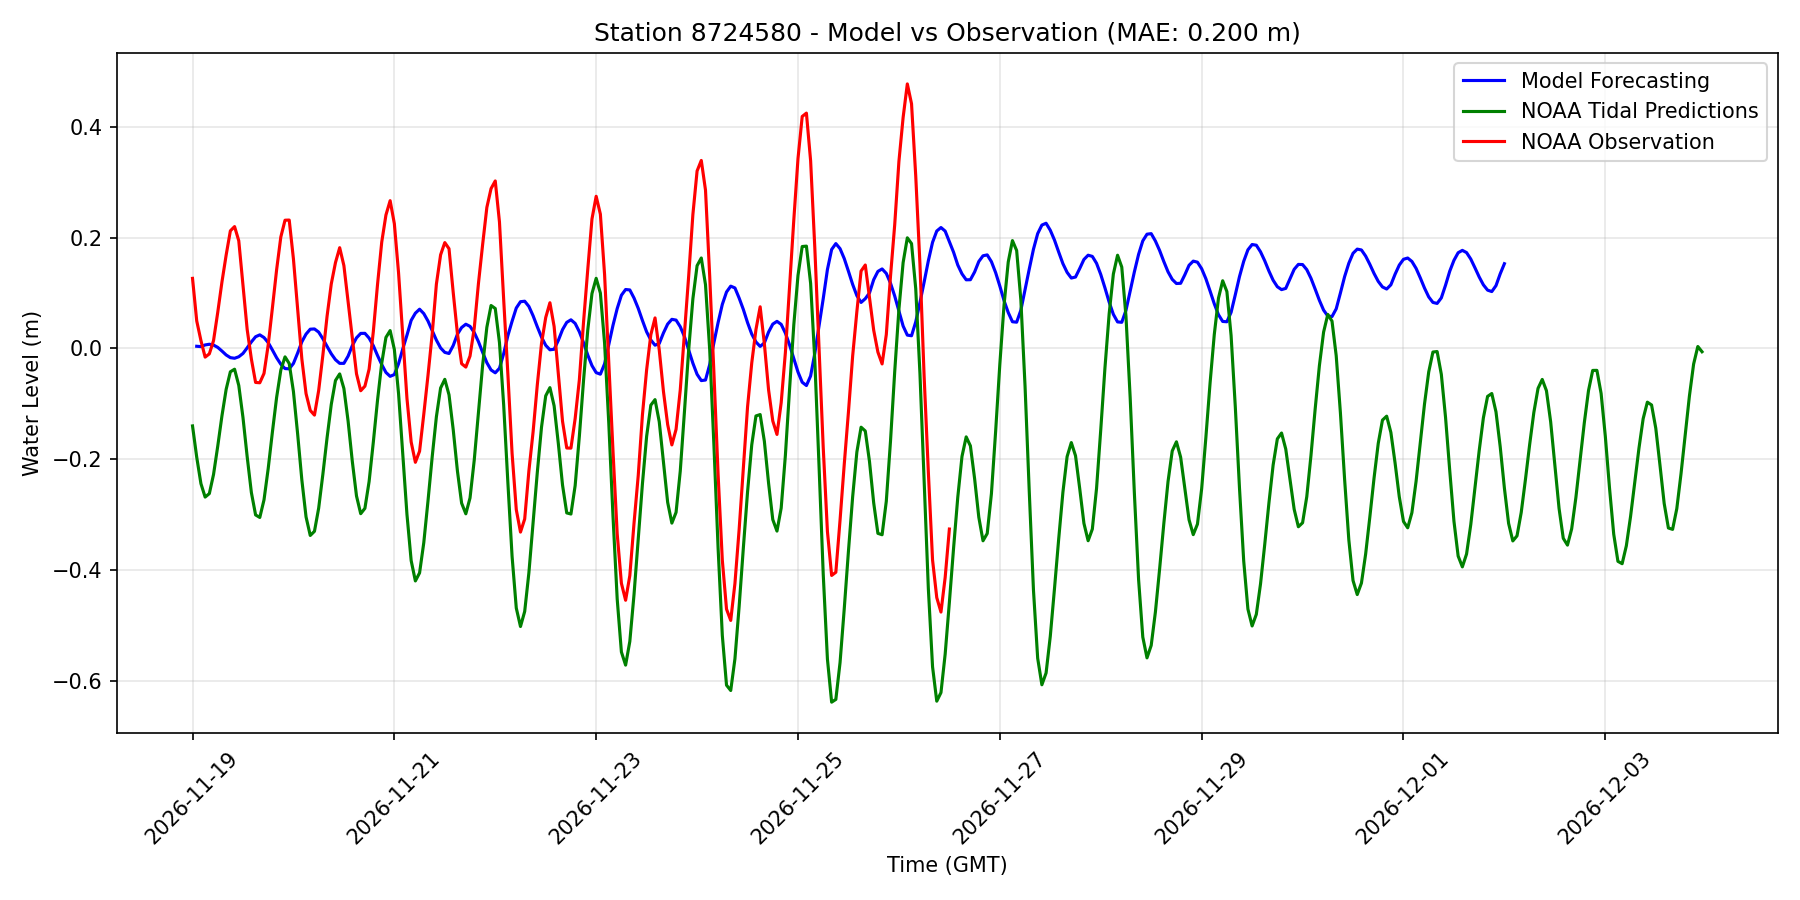 Station 8724580 - Model vs Observation (MAE: 0.200 m)
Model Forecasting
NOAA Tidal Predictions
NOAA Observation
Water Level (m)
0.4
0.2
0.0
−0.2
−0.4
−0.6
2026-11-19
2026-11-21
2026-11-23
2026-11-25
2026-11-27
2026-11-29
2026-12-01
2026-12-03
Time (GMT)